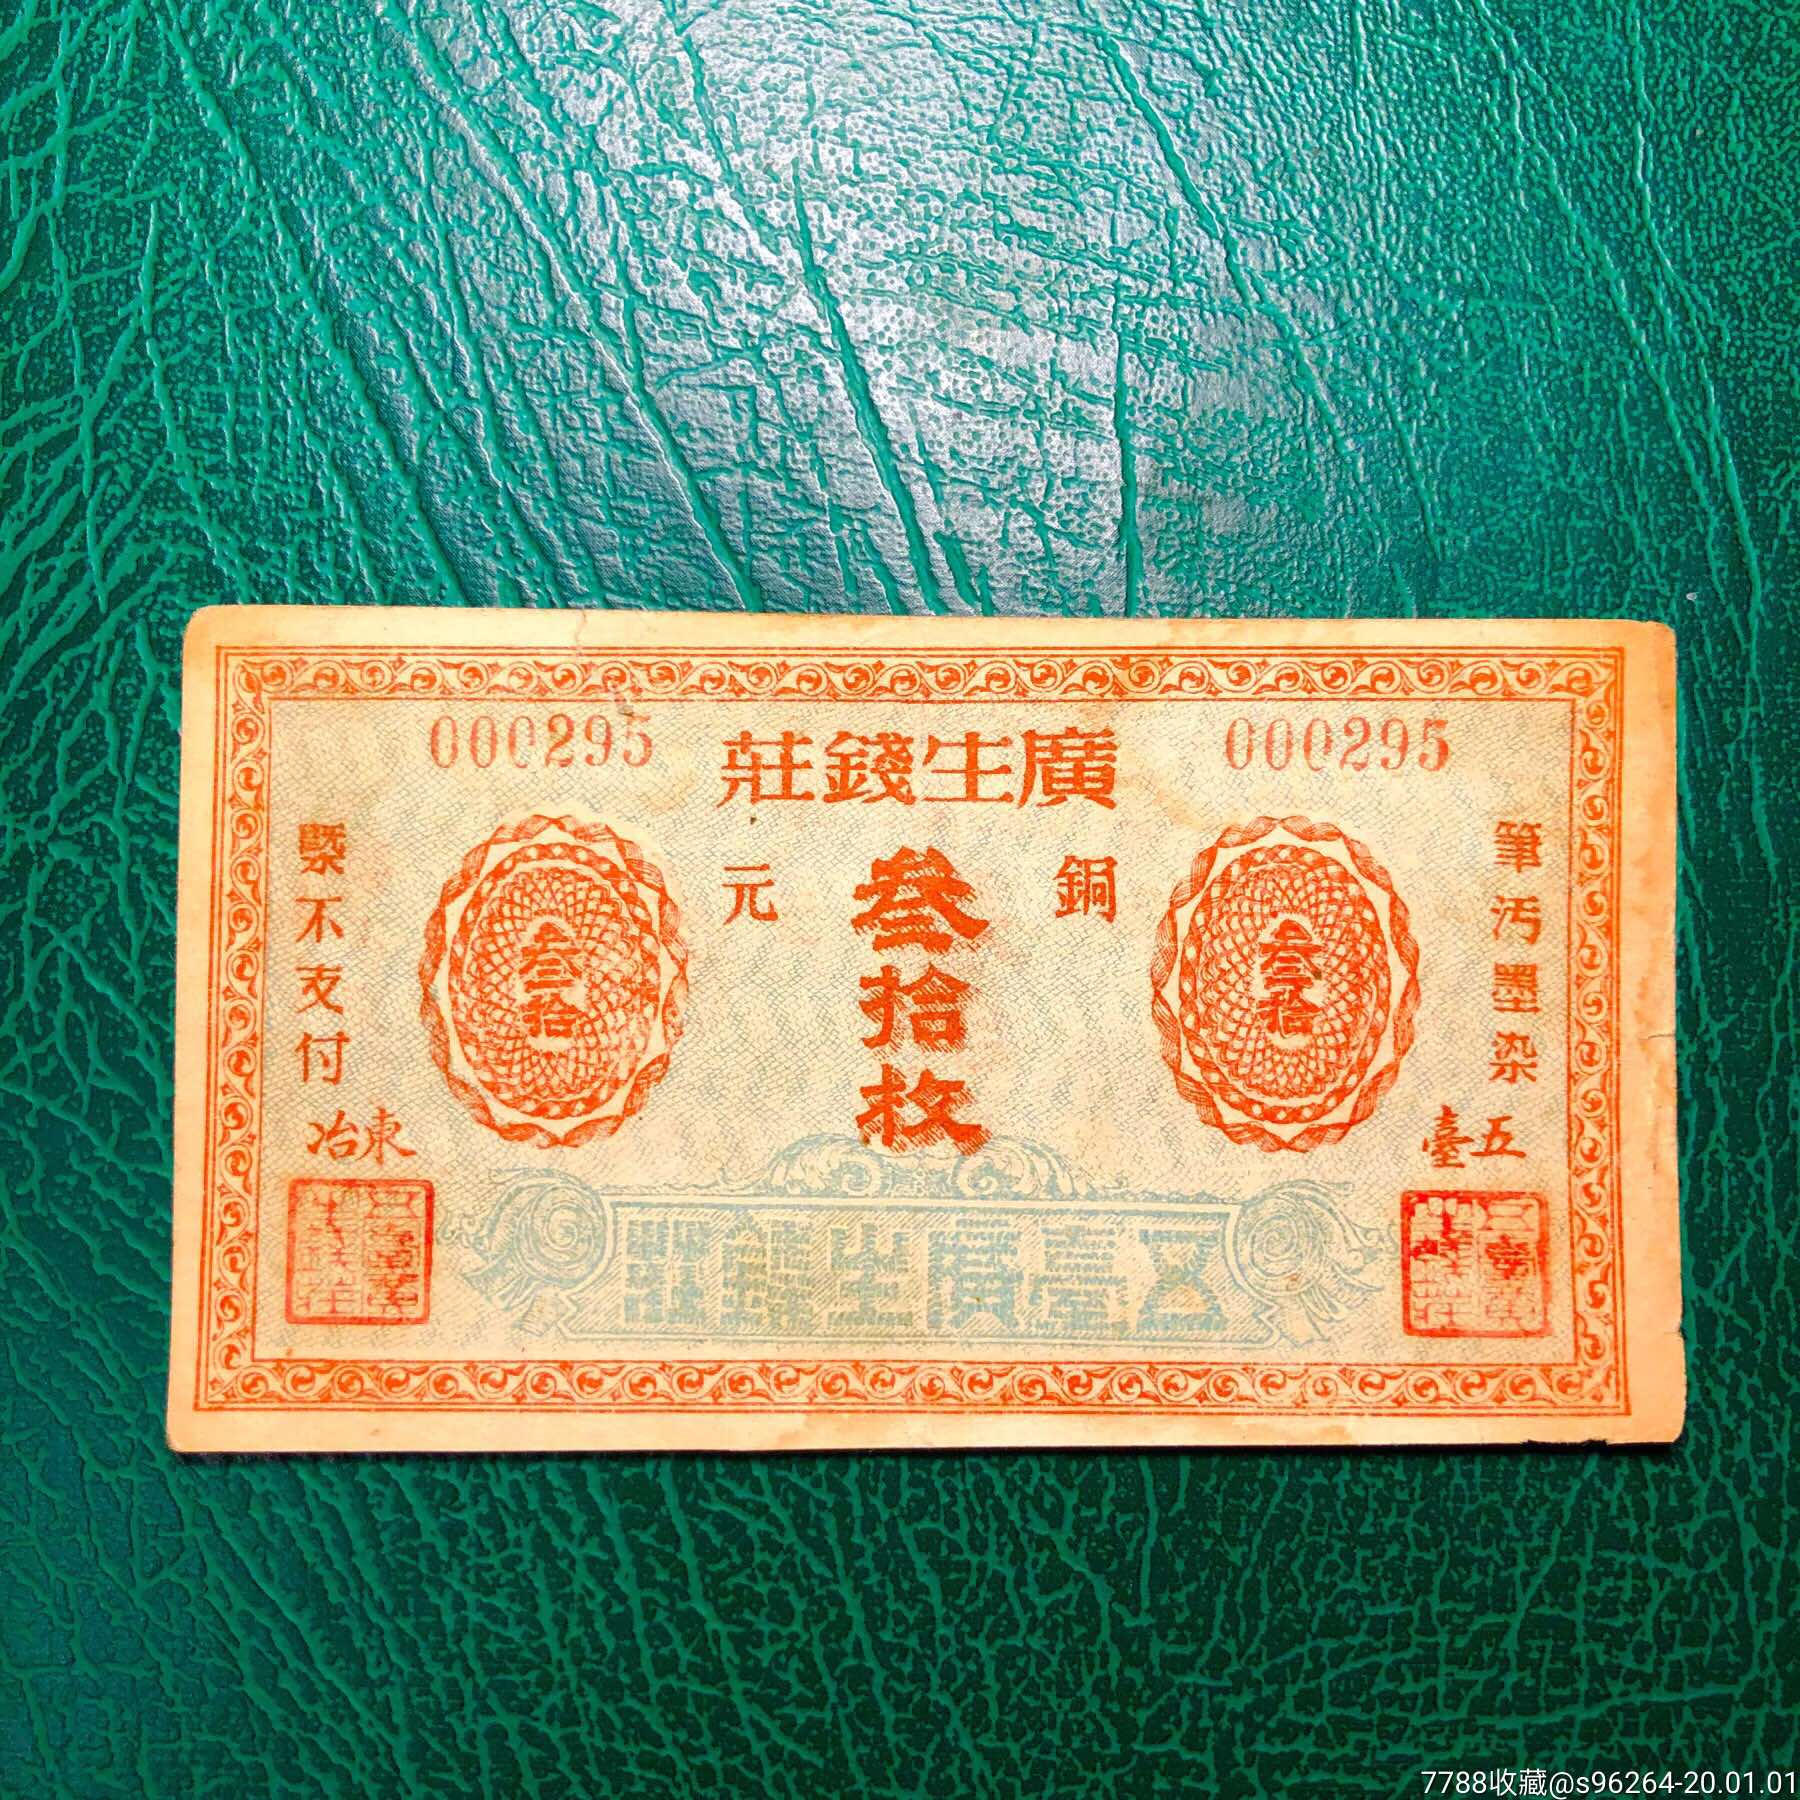 000295
廣生錢莊
000295
筆汚墨染
槩不支付
銅元
叁拾枚
叁拾
叁拾
五臺
東冶
五臺廣生錢莊
7788收藏@s96264-20.01.01